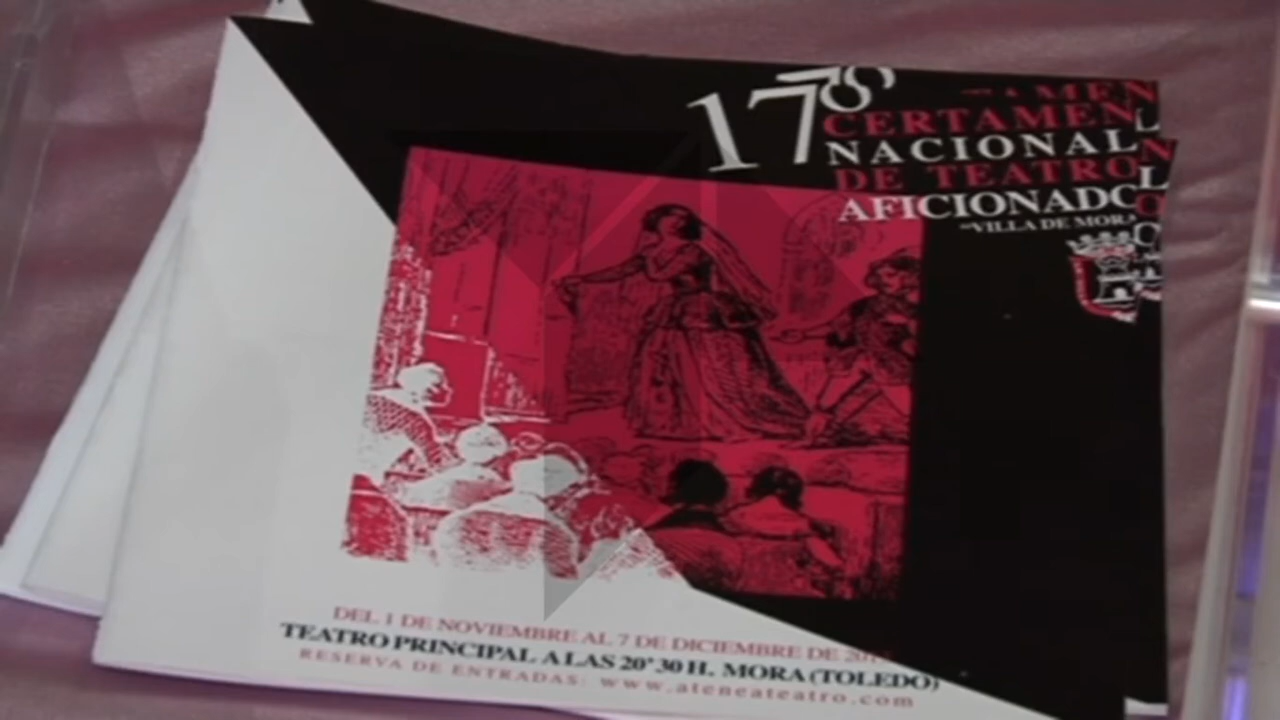 17º
CERTAMEN
NACIONAL
DE TEATRO
AFICIONADO
"VILLA DE MORA
DEL 1 DE NOVIEMBRE AL 7 DE DICIEMBRE DE
TEATRO PRINCIPAL A LAS 20'30 H. MORA (TOLEDO)
RESERVA DE ENTRADAS: www.ateneateatro.com